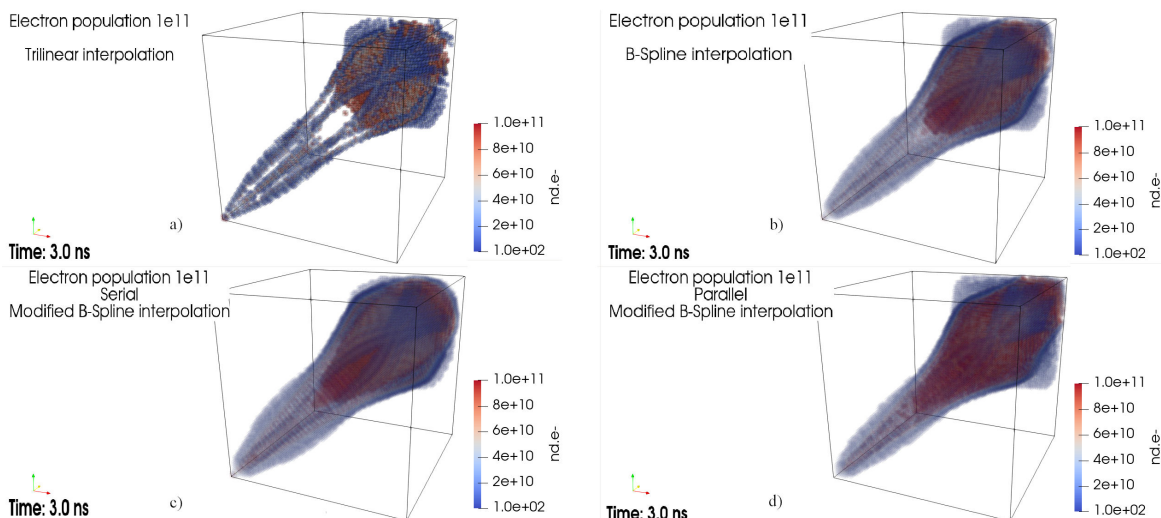 Electron population 1e11
Trilinear interpolation
1.0e+11
8e+10
6e+10
4e+10
2e+10
1.0e+02
nd.e-
a)
Time: 3.0 ns
Electron population 1e11
B-Spline interpolation
1.0e+11
8e+10
6e+10
4e+10
2e+10
1.0e+02
nd.e-
b)
Time: 3.0 ns
Electron population 1e11
Serial
Modified B-Spline interpolation
1.0e+11
8e+10
6e+10
4e+10
2e+10
1.0e+02
nd.e-
c)
Time: 3.0 ns
Electron population 1e11
Parallel
Modified B-Spline interpolation
1.0e+11
8e+10
6e+10
4e+10
2e+10
1.0e+02
nd.e-
d)
Time: 3.0 ns